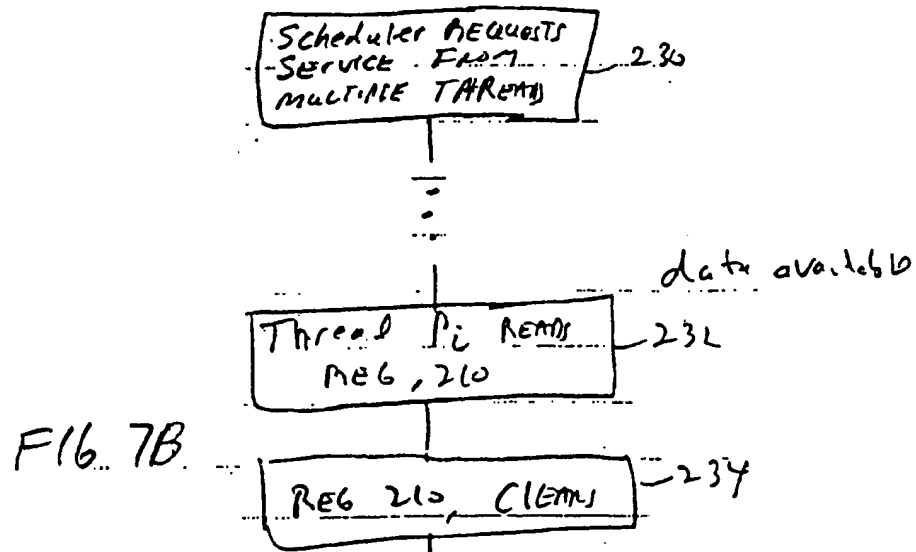 Scheduler REQUESTS
SERVICE FROM
MULTIPLE THREADS
230
data available
Thread Pi READS
REG, 210
232
FIG. 7B
REG 210, CLEARS
234